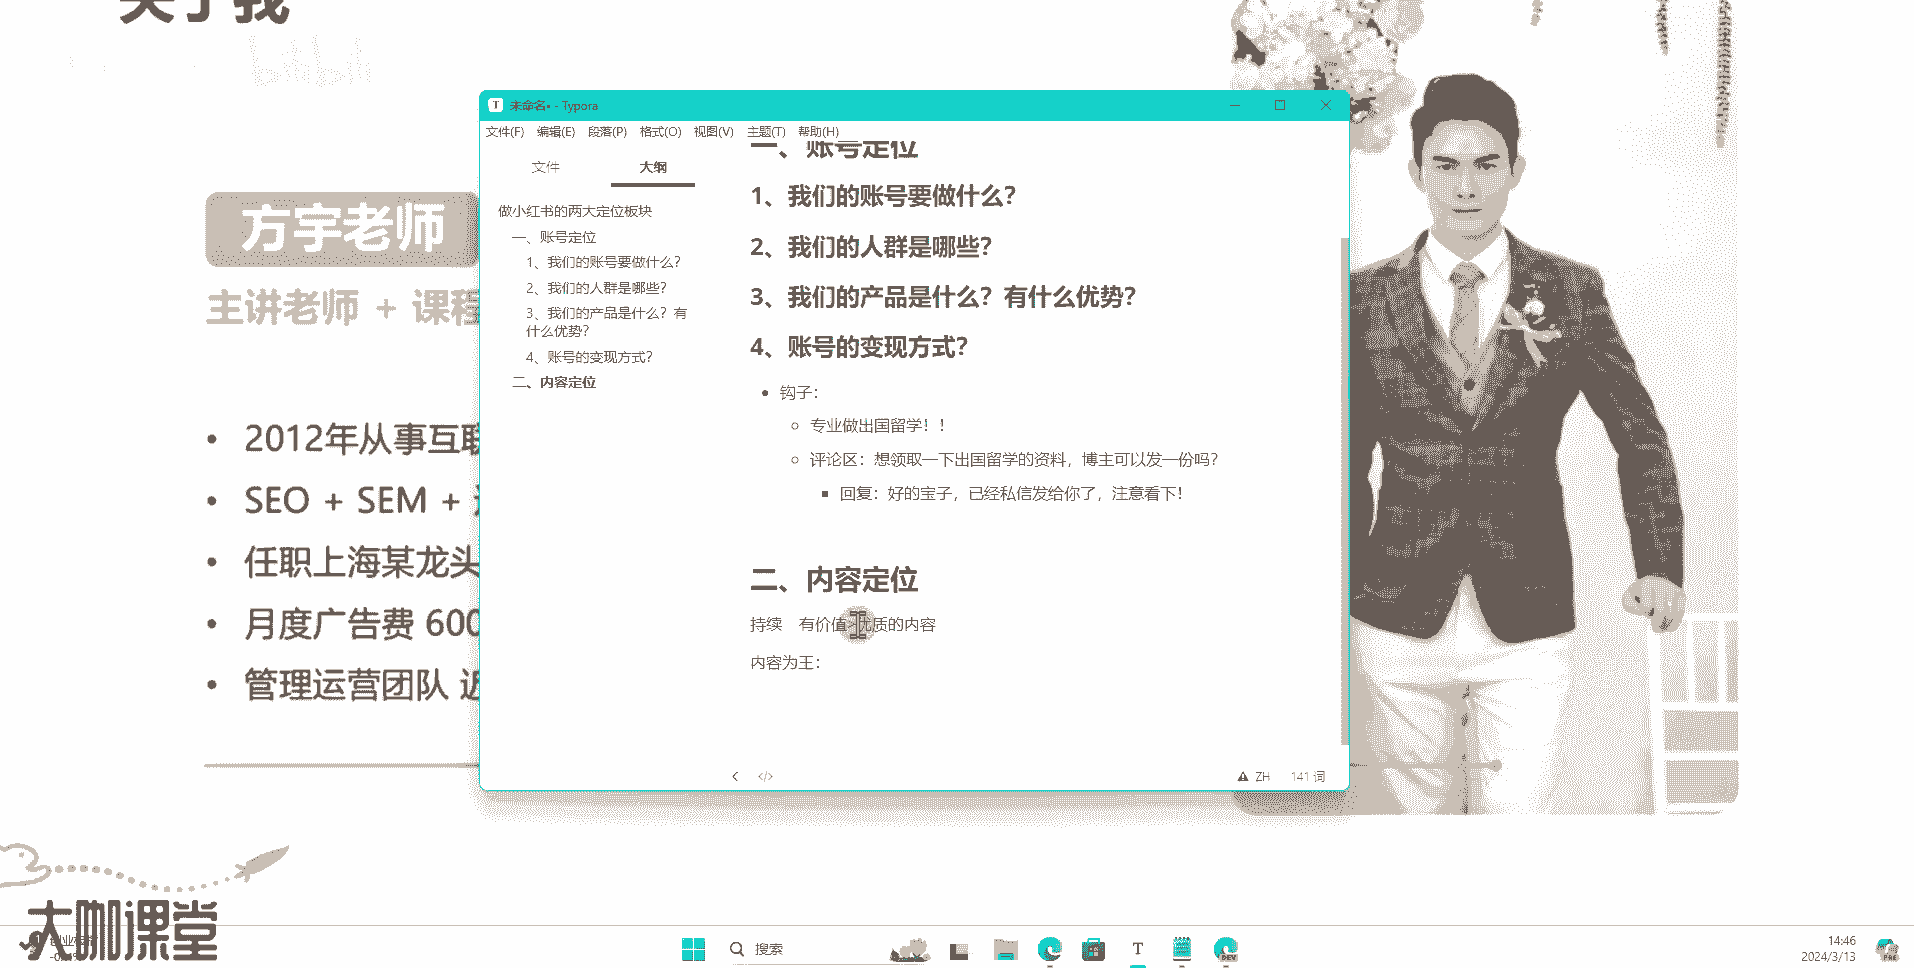 关于我
bilibili
方宇老师
主讲老师 + 课程
2012年从事互联
SEO + SEM +
任职上海某龙头
月度广告费 600
管理运营团队 近
未命名• - Typora
文件(F) 编辑(E) 段落(P) 格式(O) 视图(V) 主题(T) 帮助(H)
文件 大纲
做小红书的两大定位板块
一、账号定位
1、我们的账号要做什么？
2、我们的人群是哪些？
3、我们的产品是什么？有
什么优势？
4、账号的变现方式？
二、内容定位
一、账号定位
1、我们的账号要做什么？
2、我们的人群是哪些？
3、我们的产品是什么？有什么优势？
4、账号的变现方式？
钩子：
专业做出国留学！！
评论区：想领取一下出国留学的资料，博主可以发一份吗？
回复：好的宝子，已经私信发给你了，注意看下！
二、内容定位
持续 有价值>优质的内容
内容为王：
ZH 141 词
大咖课堂
搜索
DEV
14:46
2024/3/13
PRE